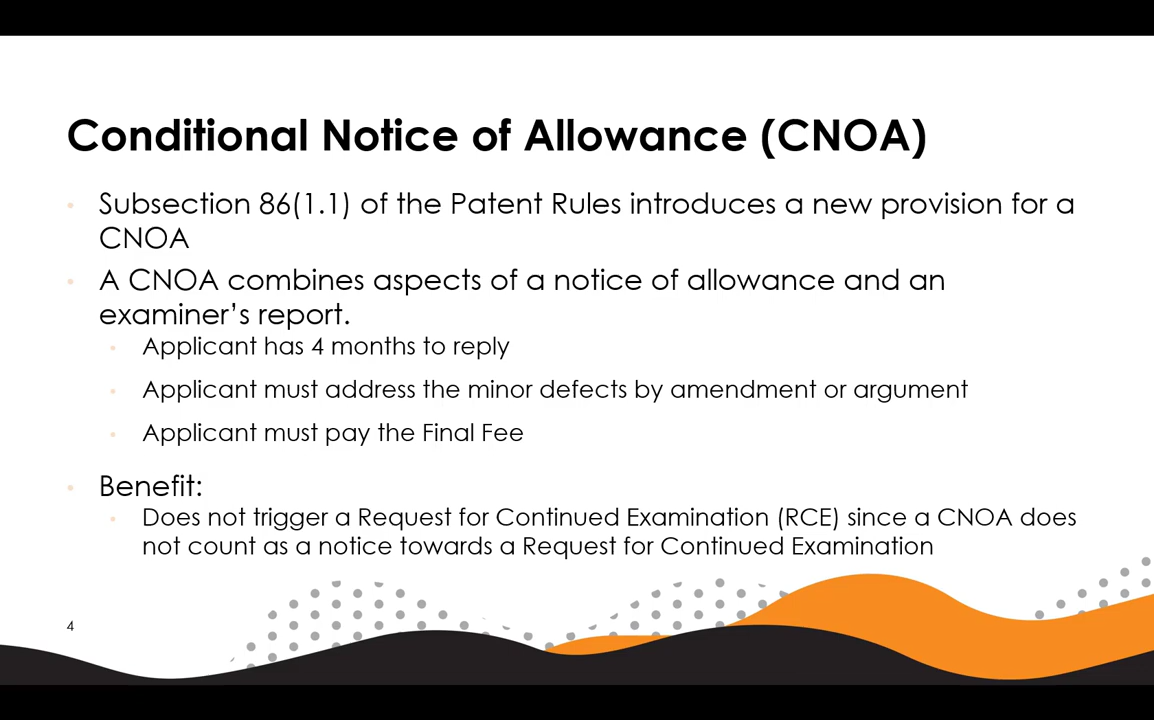 Conditional Notice of Allowance (CNOA)
• Subsection 86(1.1) of the Patent Rules introduces a new provision for a
CNOA
• A CNOA combines aspects of a notice of allowance and an
examiner’s report.
• Applicant has 4 months to reply
• Applicant must address the minor defects by amendment or argument
• Applicant must pay the Final Fee
• Benefit:
• Does not trigger a Request for Continued Examination (RCE) since a CNOA does
not count as a notice towards a Request for Continued Examination
4